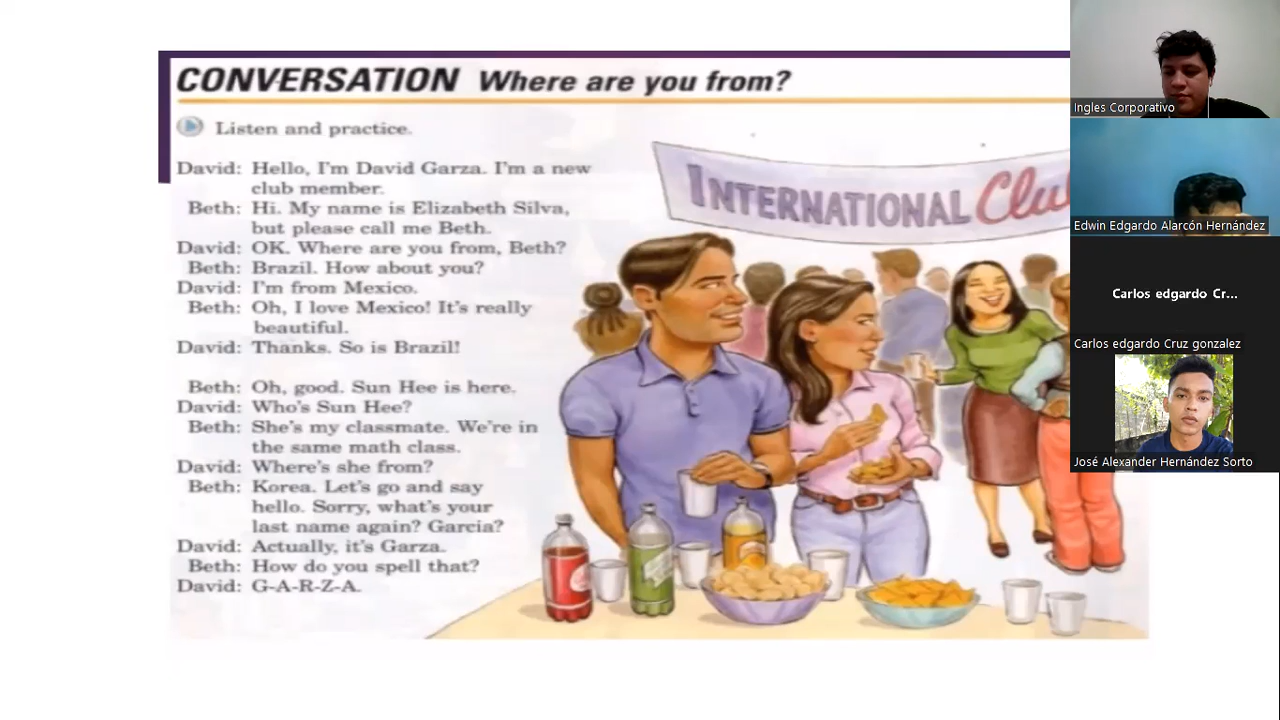 CONVERSATION Where are you from?
Listen and practice.
David: Hello, I'm David Garza. I'm a new
club member.
Beth: Hi. My name is Elizabeth Silva,
but please call me Beth.
David: OK. Where are you from, Beth?
Beth: Brazil. How about you?
David: I'm from Mexico.
Beth: Oh, I love Mexico! It's really
beautiful.
David: Thanks. So is Brazil!
Beth: Oh, good. Sun Hee is here.
David: Who's Sun Hee?
Beth: She's my classmate. We're in
the same math class.
David: Where's she from?
Beth: Korea. Let's go and say
hello. Sorry, what's your
last name again? Garcia?
David: Actually, it's Garza.
Beth: How do you spell that?
David: G-A-R-Z-A.
INTERNATIONAL Clu
Ingles Corporativo
Edwin Edgardo Alarcón Hernández
Carlos edgardo Cr...
Carlos edgardo Cruz gonzalez
José Alexander Hernández Sorto